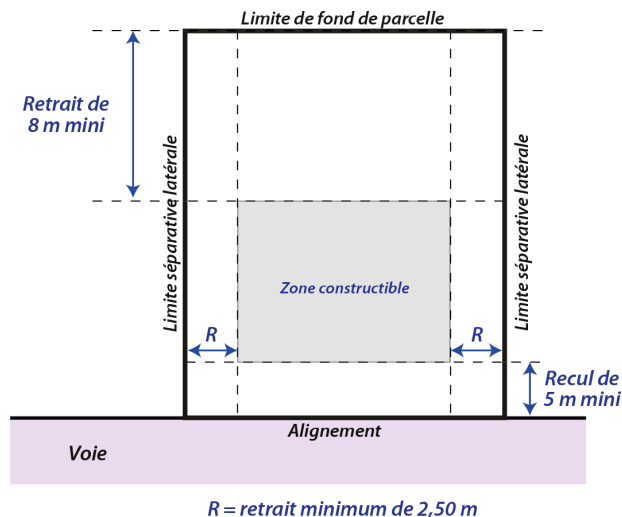 Limite de fond de parcelle
Retrait de
8 m mini
Limite séparative latérale
Limite séparative latérale
Zone constructible
R
R
Recul de
5 m mini
Alignement
Voie
R = retrait minimum de 2,50 m